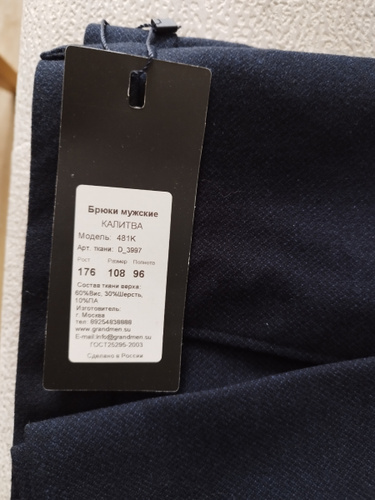 Брюки мужские
КАЛИТВА
Модель: 481К
Арт. ткани: D_3997
Рост Размер Полнота
176 108 96
Состав ткани верха:
60%Вис, 30%Шерсть,
10%ПА
Изготовитель:
г. Москва
тел: 89254838888
www.grandmen.su
E-mail:info@grandmen.su
ГОСТ25295-2003
Сделано в России